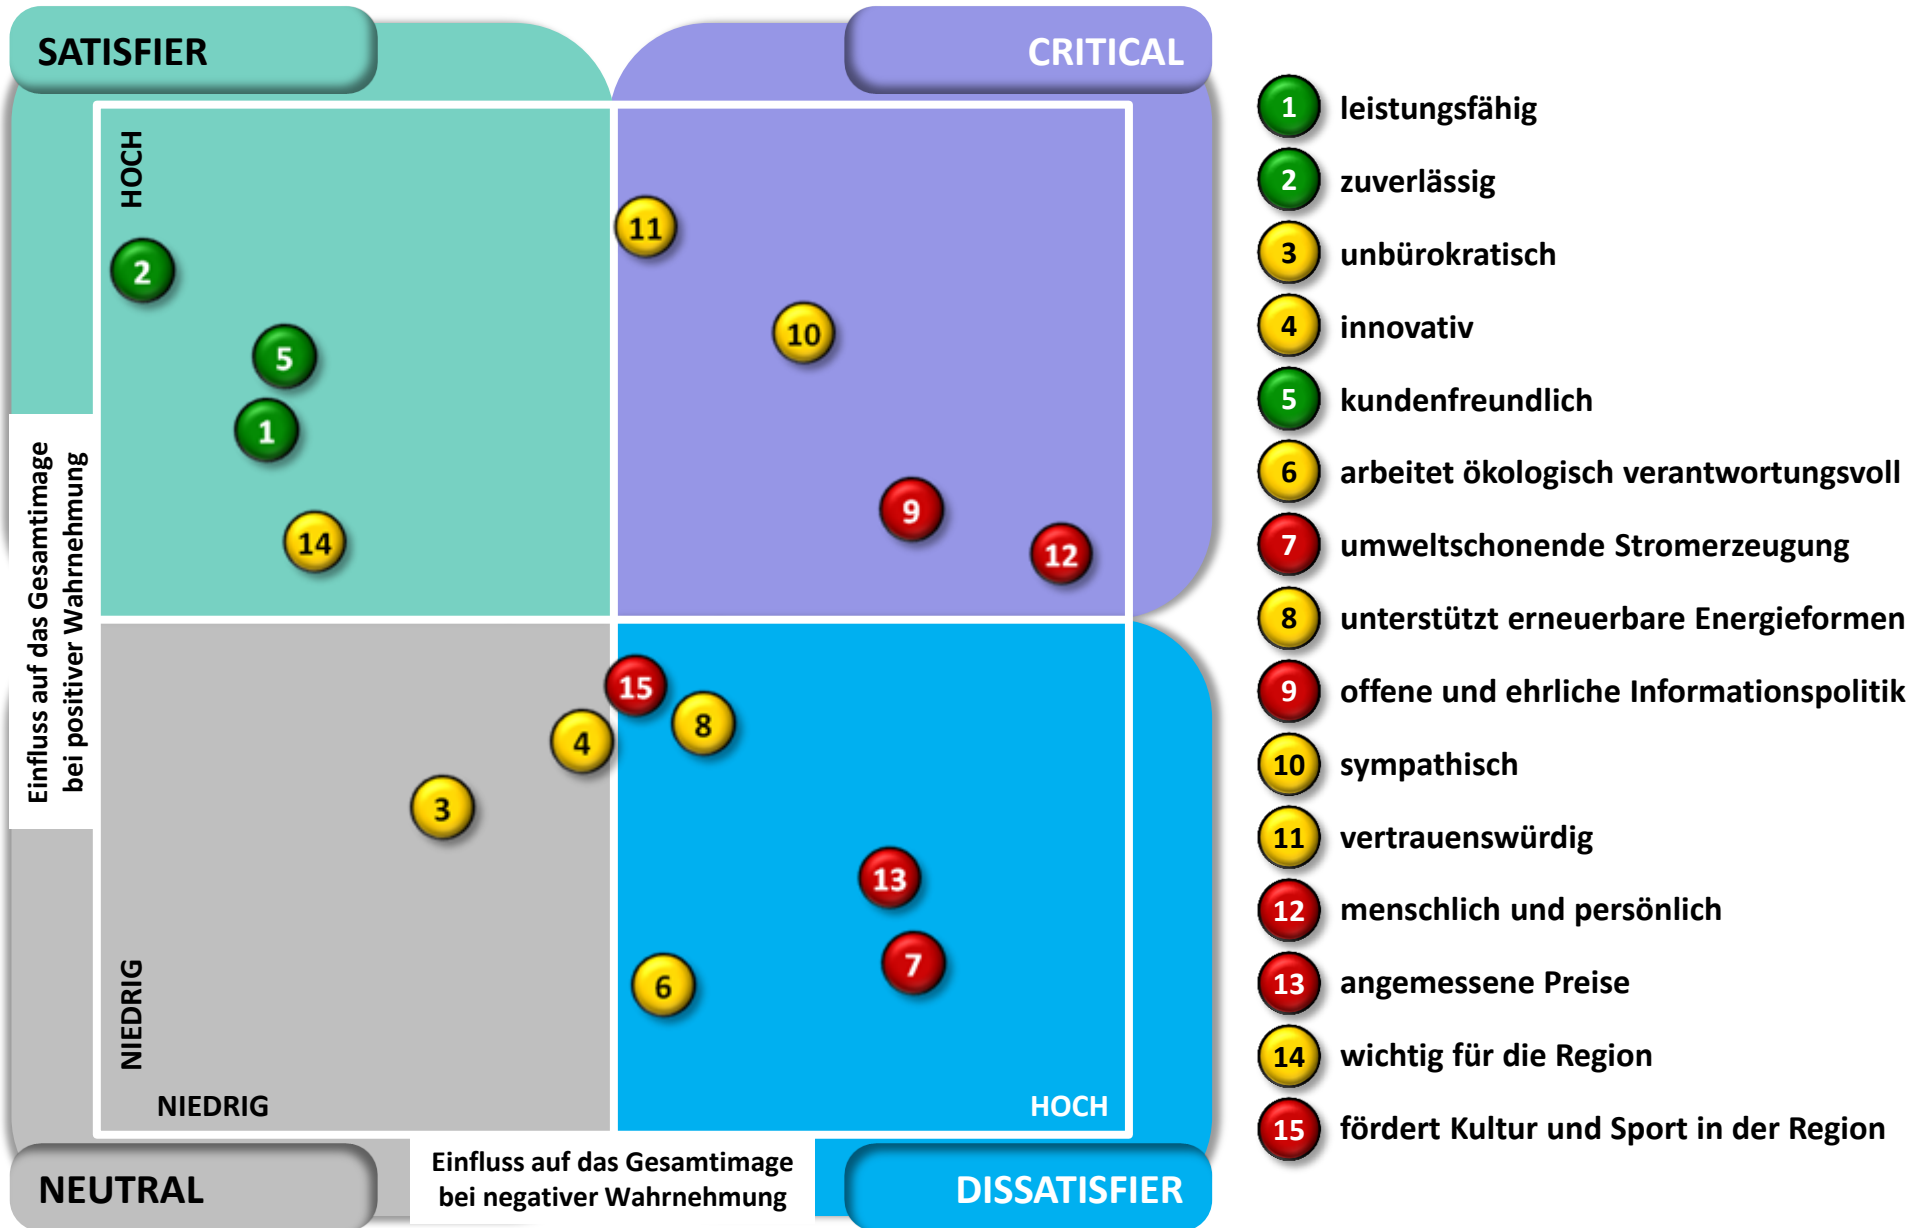 SATISFIER
CRITICAL
HOCH
2
5
1
14
11
10
9
12
Einfluss auf das Gesamtimage
bei positiver Wahrnehmung
15
8
4
3
13
7
6
NIEDRIG
NIEDRIG
HOCH
NEUTRAL
Einfluss auf das Gesamtimage
bei negativer Wahrnehmung
DISSATISFIER
1 leistungsfähig
2 zuverlässig
3 unbürokratisch
4 innovativ
5 kundenfreundlich
6 arbeitet ökologisch verantwortungsvoll
7 umweltschonende Stromerzeugung
8 unterstützt erneuerbare Energieformen
9 offene und ehrliche Informationspolitik
10 sympathisch
11 vertrauenswürdig
12 menschlich und persönlich
13 angemessene Preise
14 wichtig für die Region
15 fördert Kultur und Sport in der Region